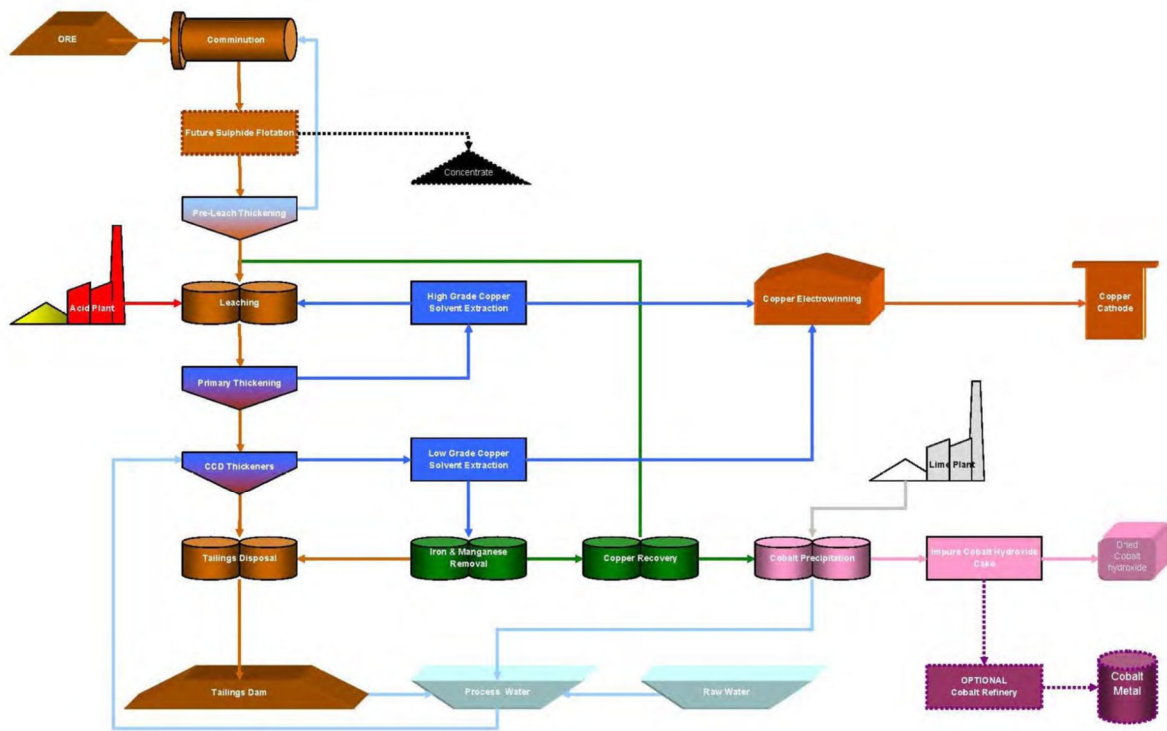 ORE
Comminution
Future Sulphide Flotation
Concentrate
Pre-Leach Thickening
Acid Plant
Leaching
High Grade Copper
Solvent Extraction
Copper Electrowinning
Copper
Cathode
Primary Thickening
CCD Thickeners
Low Grade Copper
Solvent Extraction
Lime Plant
Tailings Disposal
Iron & Manganese
Removal
Copper Recovery
Cobalt Precipitation
Impure Cobalt Hydroxide
Cake
Dried
Cobalt
hydroxide
Tailings Dam
Process Water
Raw Water
OPTIONAL
Cobalt Refinery
Cobalt
Metal